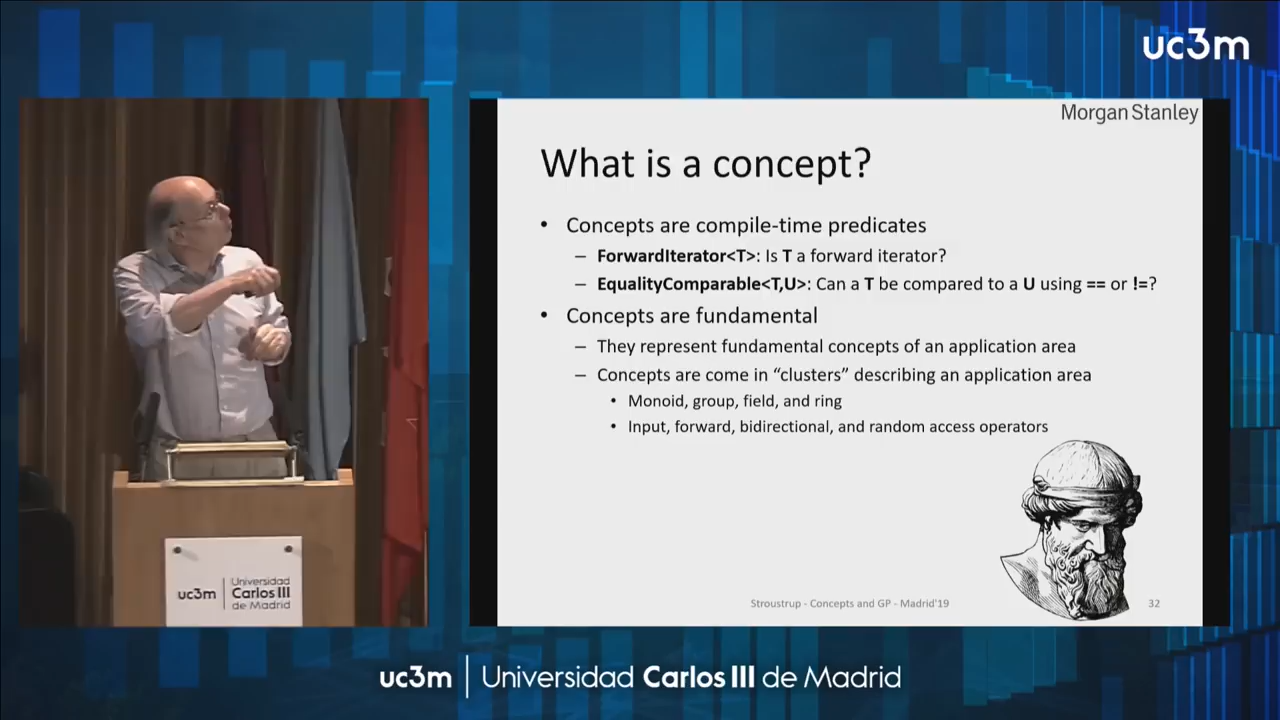 uc3m
Morgan Stanley
What is a concept?
• Concepts are compile-time predicates
– ForwardIterator<T>: Is T a forward iterator?
– EqualityComparable<T,U>: Can a T be compared to a U using == or !=?
• Concepts are fundamental
– They represent fundamental concepts of an application area
– Concepts are come in “clusters” describing an application area
• Monoid, group, field, and ring
• Input, forward, bidirectional, and random access operators
Stroustrup - Concepts and GP - Madrid'19
32
uc3m
Universidad
Carlos III
de Madrid
uc3m | Universidad Carlos III de Madrid